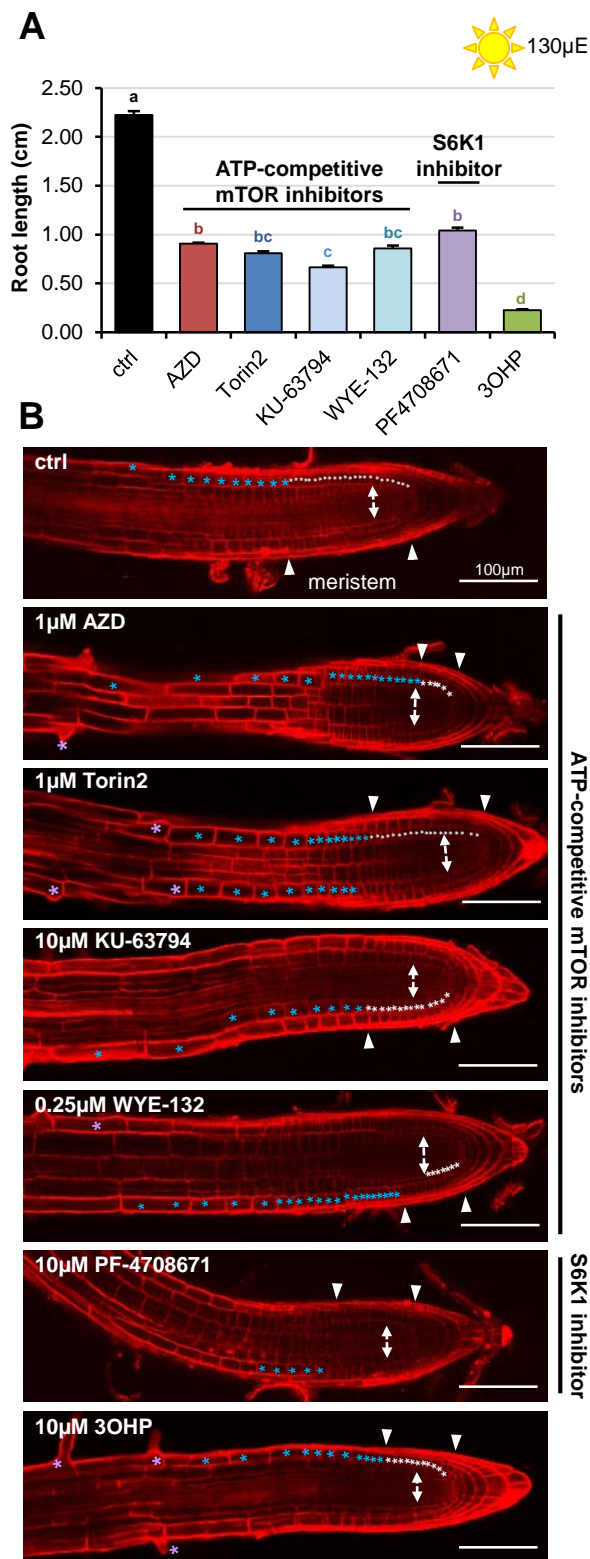 A
130µE
2.50
2.00
1.50
1.00
0.50
0.00
Root length (cm)
a
b
bc
c
bc
b
d
ATP-competitive
mTOR inhibitors
S6K1
inhibitor
ctrl
AZD
Torin2
KU-63794
WYE-132
PF4708671
3OHP
B
ctrl
meristem
100µm
1µM AZD
1µM Torin2
10µM KU-63794
0.25µM WYE-132
ATP-competitive mTOR inhibitors
10µM PF-4708671
S6K1 inhibitor
10µM 3OHP